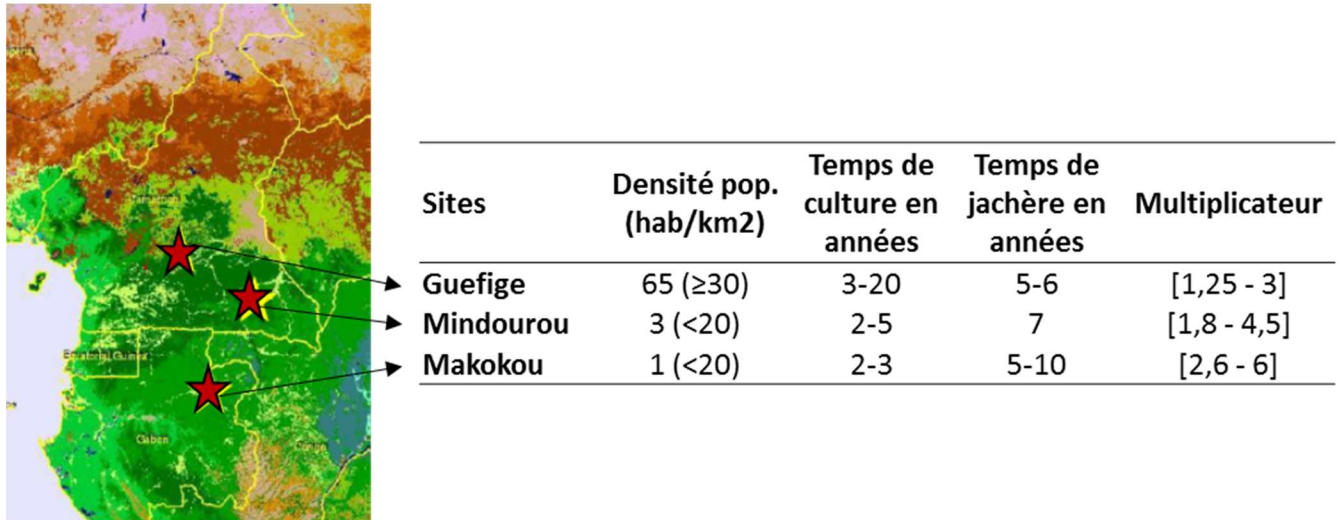 Cameroon
Equatorial Guinea
Gabon
Congo
Sites
Densité pop.
(hab/km2)
Temps de
culture en
années
Temps de
jachère en
années
Multiplicateur
Guefige 65 (≥30) 3-20 5-6 [1,25 - 3]
Mindourou 3 (<20) 2-5 7 [1,8 - 4,5]
Makokou 1 (<20) 2-3 5-10 [2,6 - 6]